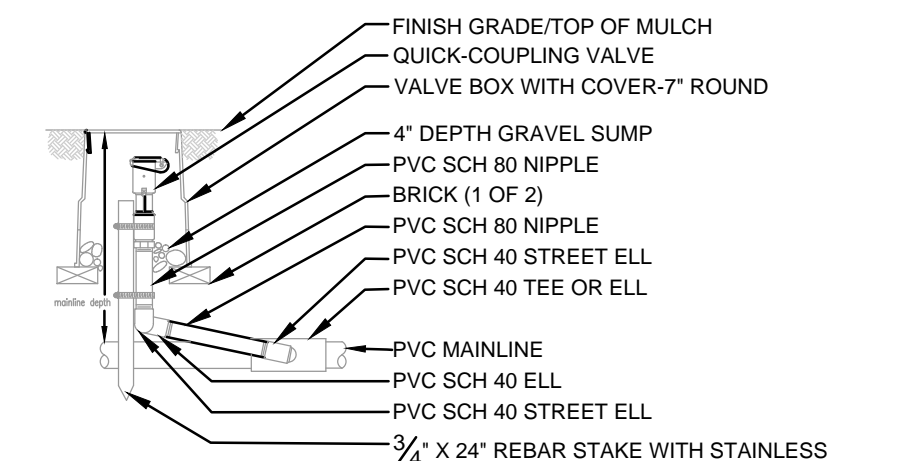 FINISH GRADE/TOP OF MULCH
QUICK-COUPLING VALVE
VALVE BOX WITH COVER-7" ROUND
4" DEPTH GRAVEL SUMP
PVC SCH 80 NIPPLE
BRICK (1 OF 2)
PVC SCH 80 NIPPLE
PVC SCH 40 STREET ELL
PVC SCH 40 TEE OR ELL
mainline depth
PVC MAINLINE
PVC SCH 40 ELL
PVC SCH 40 STREET ELL
3/4" X 24" REBAR STAKE WITH STAINLESS